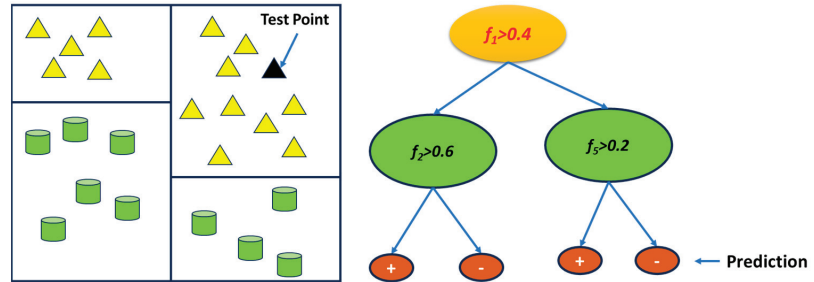 Test Point
f₁>0.4
f₂>0.6
f₅>0.2
+
-
+
-
Prediction